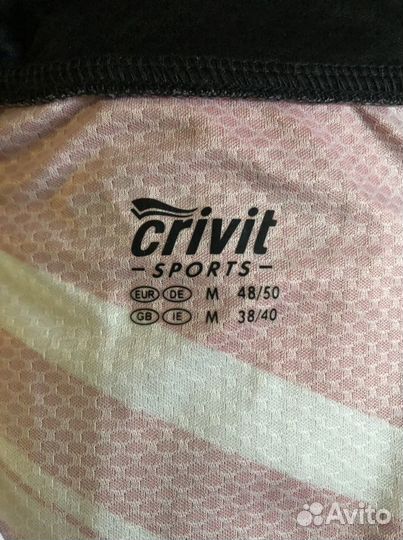 crivit
- SPORTS -
EUR DE M 48/50
GB IE M 38/40
Avito